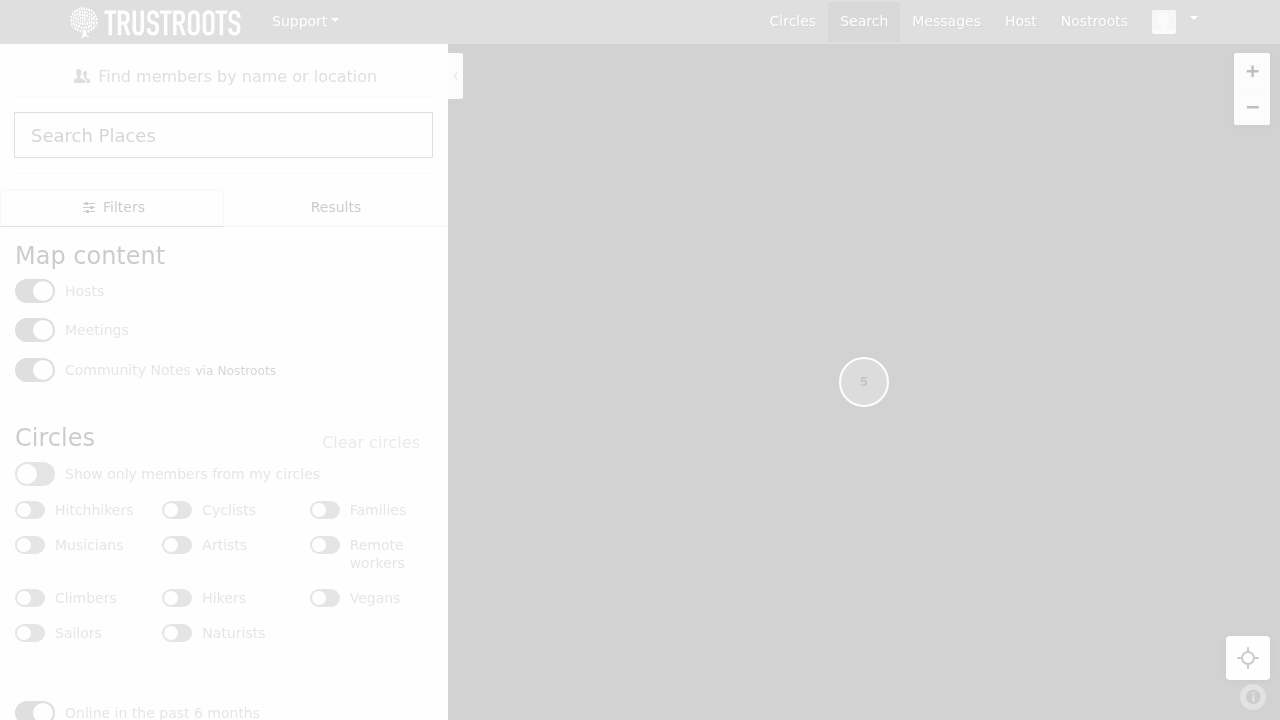 TRUSTROOTS
Support
Circles
Search
Messages
Host
Nostroots
Find members by name or location
Search Places
Filters
Results
Map content
Hosts
Meetings
Community Notes via Nostroots
Circles
Clear circles
Show only members from my circles
Hitchhikers
Cyclists
Families
Musicians
Artists
Remote
workers
Climbers
Hikers
Vegans
Sailors
Naturists
Online in the past 6 months
5
+
−